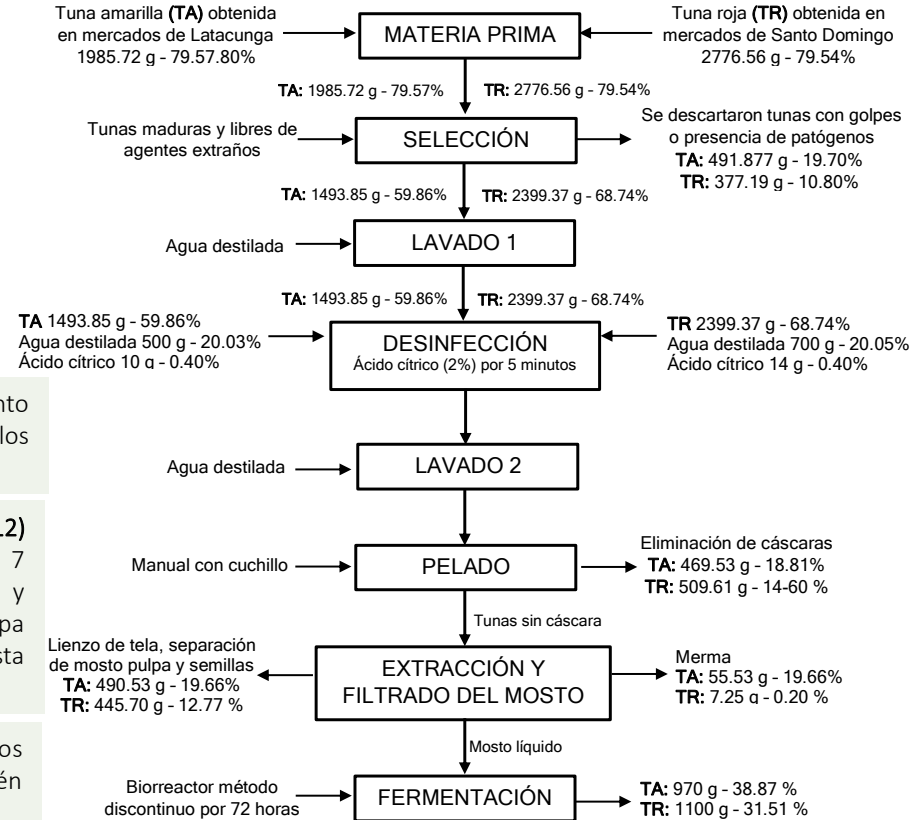 Tuna amarilla (TA) obtenida
en mercados de Latacunga
1985.72 g - 79.57.80%
MATERIA PRIMA
Tuna roja (TR) obtenida en
mercados de Santo Domingo
2776.56 g - 79.54%
TA: 1985.72 g - 79.57%
TR: 2776.56 g - 79.54%
Tunas maduras y libres de
agentes extraños
SELECCIÓN
Se descartaron tunas con golpes
o presencia de patógenos
TA: 491.877 g - 19.70%
TR: 377.19 g - 10.80%
TA: 1493.85 g - 59.86%
TR: 2399.37 g - 68.74%
Agua destilada
LAVADO 1
TA: 1493.85 g - 59.86%
TR: 2399.37 g - 68.74%
TA 1493.85 g - 59.86%
Agua destilada 500 g - 20.03%
Ácido cítrico 10 g - 0.40%
DESINFECCIÓN
Ácido cítrico (2%) por 5 minutos
TR 2399.37 g - 68.74%
Agua destilada 700 g - 20.05%
Ácido cítrico 14 g - 0.40%
nto
los
Agua destilada
LAVADO 2
.2)
7
y
pa
sta
Manual con cuchillo
PELADO
Eliminación de cáscaras
TA: 469.53 g - 18.81%
TR: 509.61 g - 14-60 %
Tunas sin cáscara
Lienzo de tela, separación
de mosto pulpa y semillas
TA: 490.53 g - 19.66%
TR: 445.70 g - 12.77 %
EXTRACCIÓN Y
FILTRADO DEL MOSTO
Merma
TA: 55.53 g - 19.66%
TR: 7.25 g - 0.20 %
Mosto líquido
os
én
Biorreactor método
discontinuo por 72 horas
FERMENTACIÓN
TA: 970 g - 38.87 %
TR: 1100 g - 31.51 %